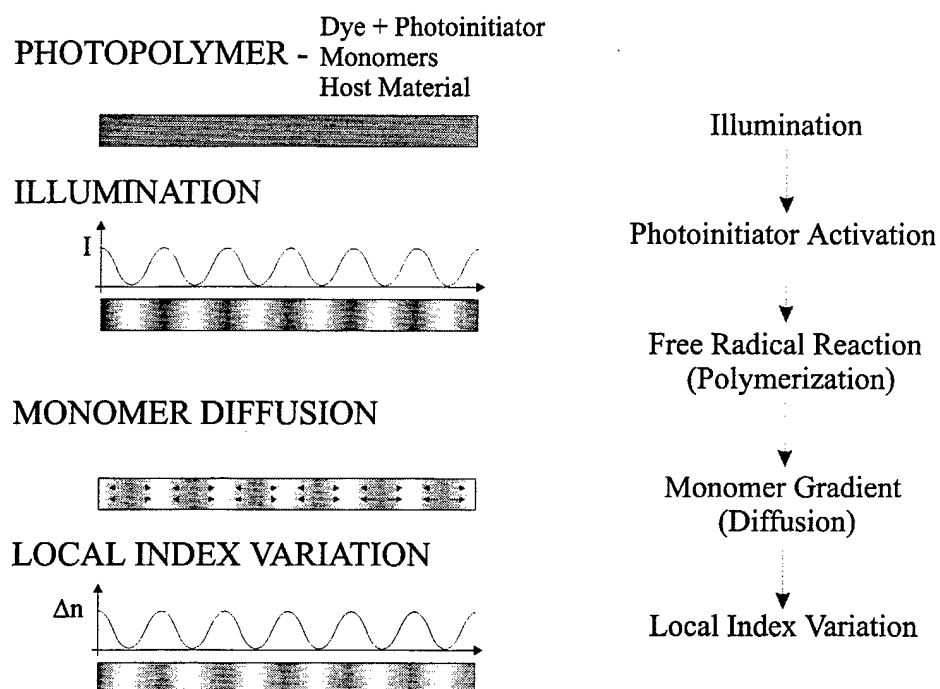 PHOTOPOLYMER - Dye + Photoinitiator
Monomers
Host Material
ILLUMINATION
I
MONOMER DIFFUSION
LOCAL INDEX VARIATION
Δn
Illumination
Photoinitiator Activation
Free Radical Reaction
(Polymerization)
Monomer Gradient
(Diffusion)
Local Index Variation